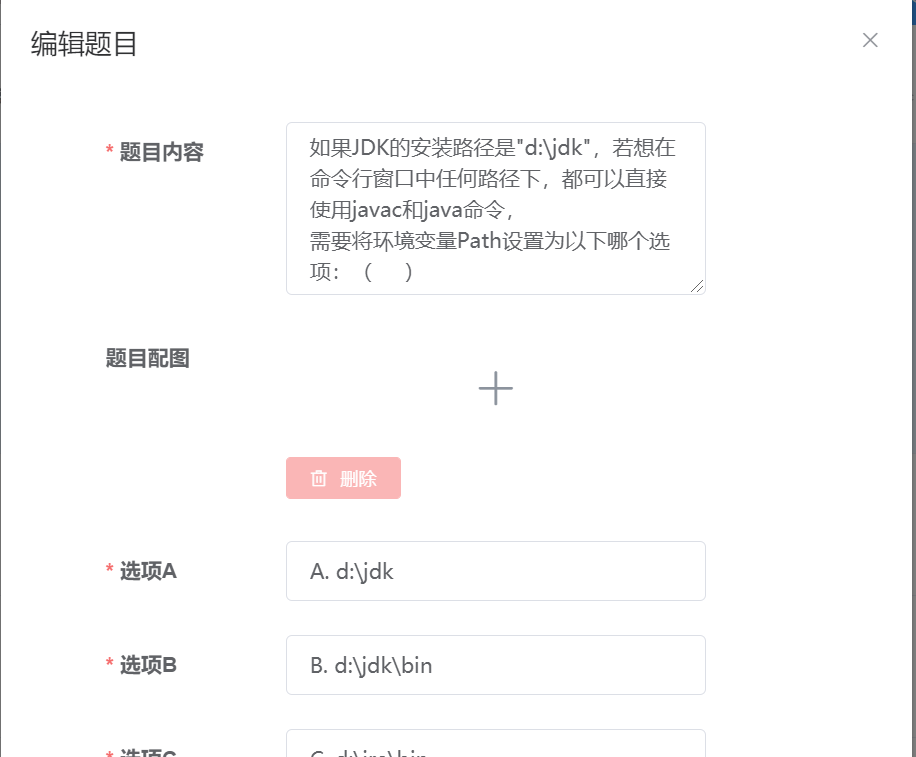 编辑题目
* 题目内容
如果JDK的安装路径是"d:\jdk"，若想在
命令行窗口中任何路径下，都可以直接
使用javac和java命令，
需要将环境变量Path设置为以下哪个选
项：（　）
题目配图
删除
* 选项A
A. d:\jdk
* 选项B
B. d:\jdk\bin
* 选项C
C. d:\jre\bin